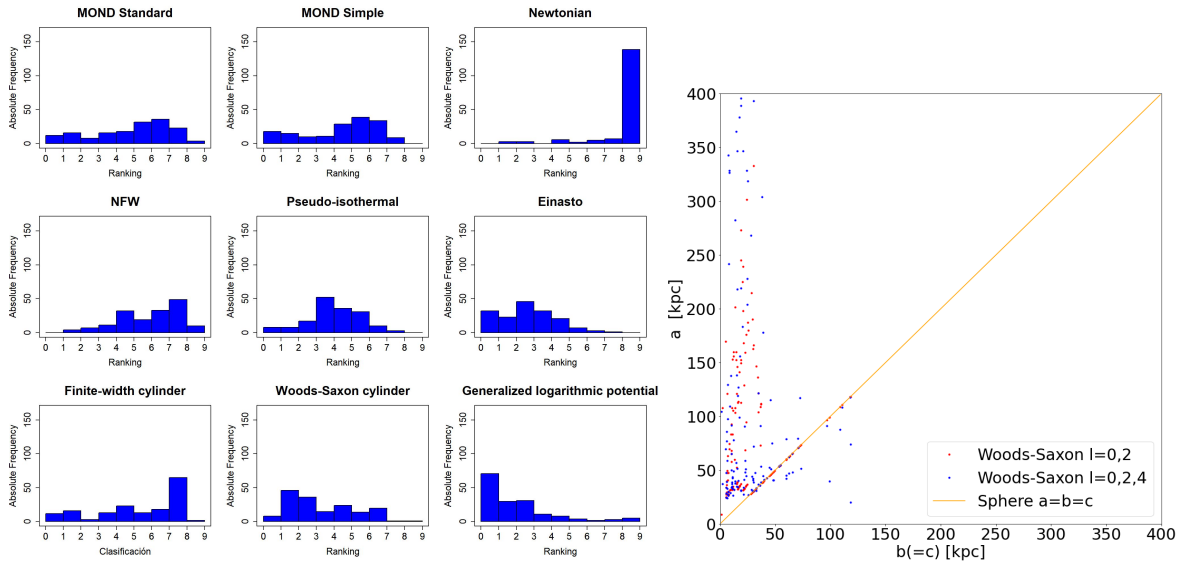 MOND Standard
Absolute Frequency
0 50 100 150
0 1 2 3 4 5 6 7 8 9
Ranking
MOND Simple
Absolute Frequency
0 50 100 150
0 1 2 3 4 5 6 7 8 9
Ranking
Newtonian
Absolute Frequency
0 50 100 150
0 1 2 3 4 5 6 7 8 9
Ranking
NFW
Absolute Frequency
0 50 100 150
0 1 2 3 4 5 6 7 8 9
Ranking
Pseudo-isothermal
Absolute Frequency
0 50 100 150
0 1 2 3 4 5 6 7 8 9
Ranking
Einasto
Absolute Frequency
0 50 100 150
0 1 2 3 4 5 6 7 8 9
Ranking
Finite-width cylinder
Absolute Frequency
0 50 100 150
0 1 2 3 4 5 6 7 8 9
Clasificación
Woods-Saxon cylinder
Absolute Frequency
0 50 100 150
0 1 2 3 4 5 6 7 8 9
Ranking
Generalized logarithmic potential
Absolute Frequency
0 50 100 150
0 1 2 3 4 5 6 7 8 9
Ranking
400
350
300
250
200
150
100
50
0
a [kpc]
Woods-Saxon l=0,2
Woods-Saxon l=0,2,4
Sphere a=b=c
0 50 100 150 200 250 300 350 400
b(=c) [kpc]